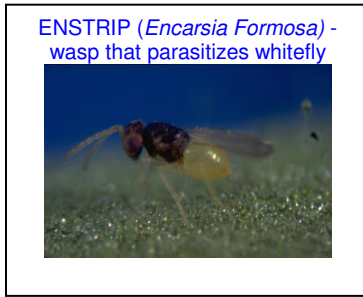 ENSTRIP (Encarsia Formosa) -
wasp that parasitizes whitefly